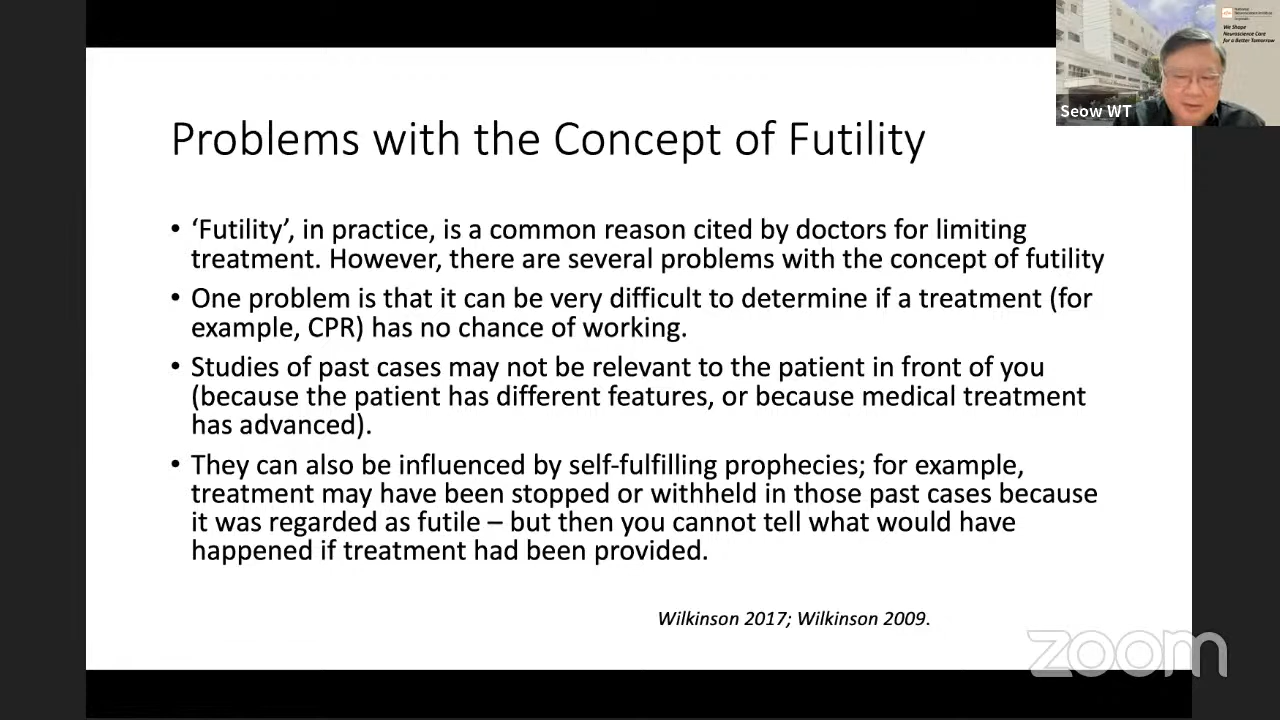 We Shape
Neuroscience Care
for a Better Tomorrow
Seow WT
Problems with the Concept of Futility
• ‘Futility’, in practice, is a common reason cited by doctors for limiting
treatment. However, there are several problems with the concept of futility
• One problem is that it can be very difficult to determine if a treatment (for
example, CPR) has no chance of working.
• Studies of past cases may not be relevant to the patient in front of you
(because the patient has different features, or because medical treatment
has advanced).
• They can also be influenced by self-fulfilling prophecies; for example,
treatment may have been stopped or withheld in those past cases because
it was regarded as futile – but then you cannot tell what would have
happened if treatment had been provided.
Wilkinson 2017; Wilkinson 2009.
zoom